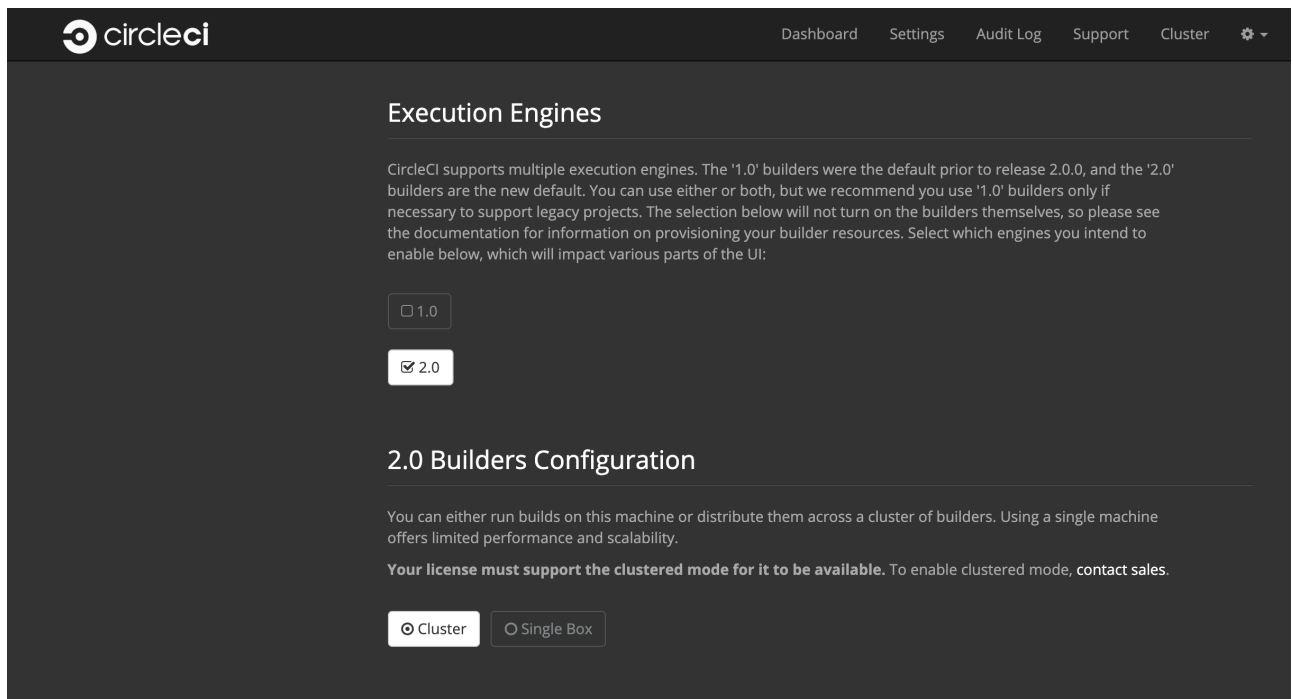 circleci
Dashboard Settings Audit Log Support Cluster
Execution Engines
CircleCI supports multiple execution engines. The '1.0' builders were the default prior to release 2.0.0, and the '2.0'
builders are the new default. You can use either or both, but we recommend you use '1.0' builders only if
necessary to support legacy projects. The selection below will not turn on the builders themselves, so please see
the documentation for information on provisioning your builder resources. Select which engines you intend to
enable below, which will impact various parts of the UI:
1.0
2.0
2.0 Builders Configuration
You can either run builds on this machine or distribute them across a cluster of builders. Using a single machine
offers limited performance and scalability.
Your license must support the clustered mode for it to be available. To enable clustered mode, contact sales.
Cluster Single Box